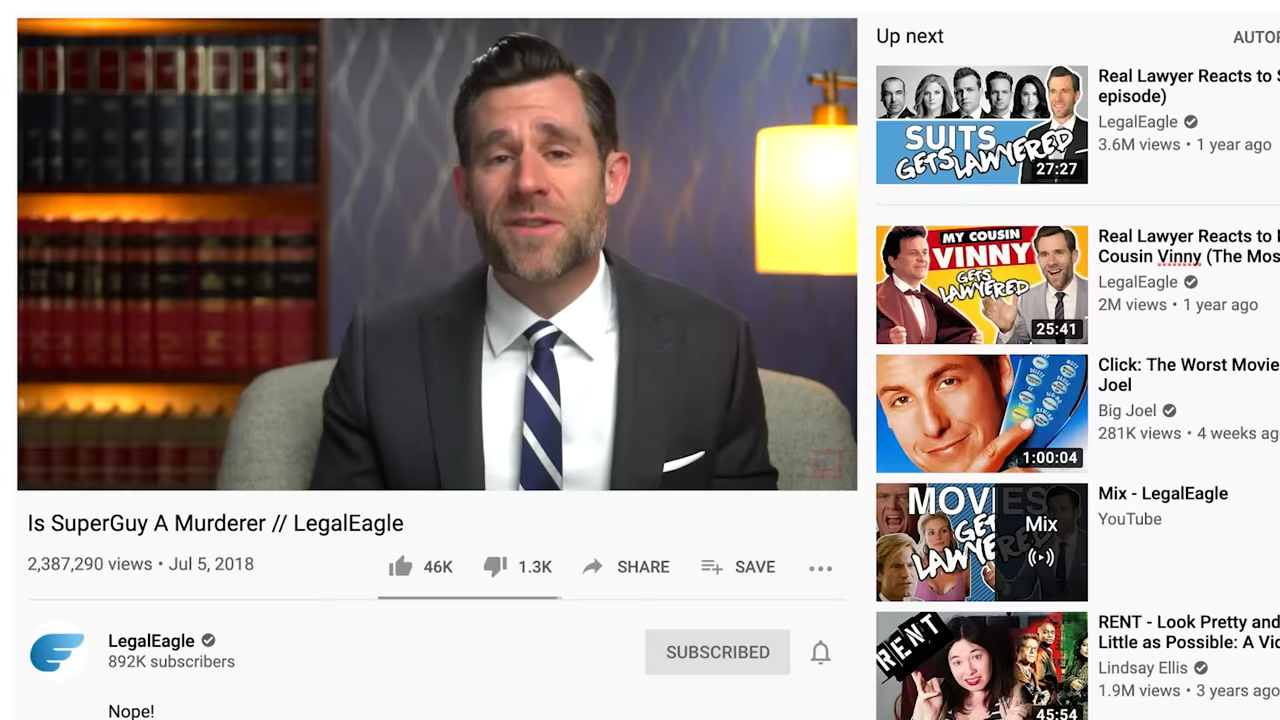 Is SuperGuy A Murderer // LegalEagle
2,387,290 views • Jul 5, 2018
46K
1.3K
SHARE
SAVE
LegalEagle
892K subscribers
SUBSCRIBED
Nope!
Up next
SUITS
GETS LAWYERED
27:27
Real Lawyer Reacts to
episode)
LegalEagle
3.6M views • 1 year ago
MY COUSIN
VINNY
GETS
LAWYERED
25:41
Real Lawyer Reacts to
Cousin Vinny (The Mos
LegalEagle
2M views • 1 year ago
1:00:04
Click: The Worst Movie
Joel
Big Joel
281K views • 4 weeks ag
MOVIES
GET
LAWYERED
Mix
Mix - LegalEagle
YouTube
RENT
45:54
RENT - Look Pretty and
Little as Possible: A Vi
Lindsay Ellis
1.9M views • 3 years ago